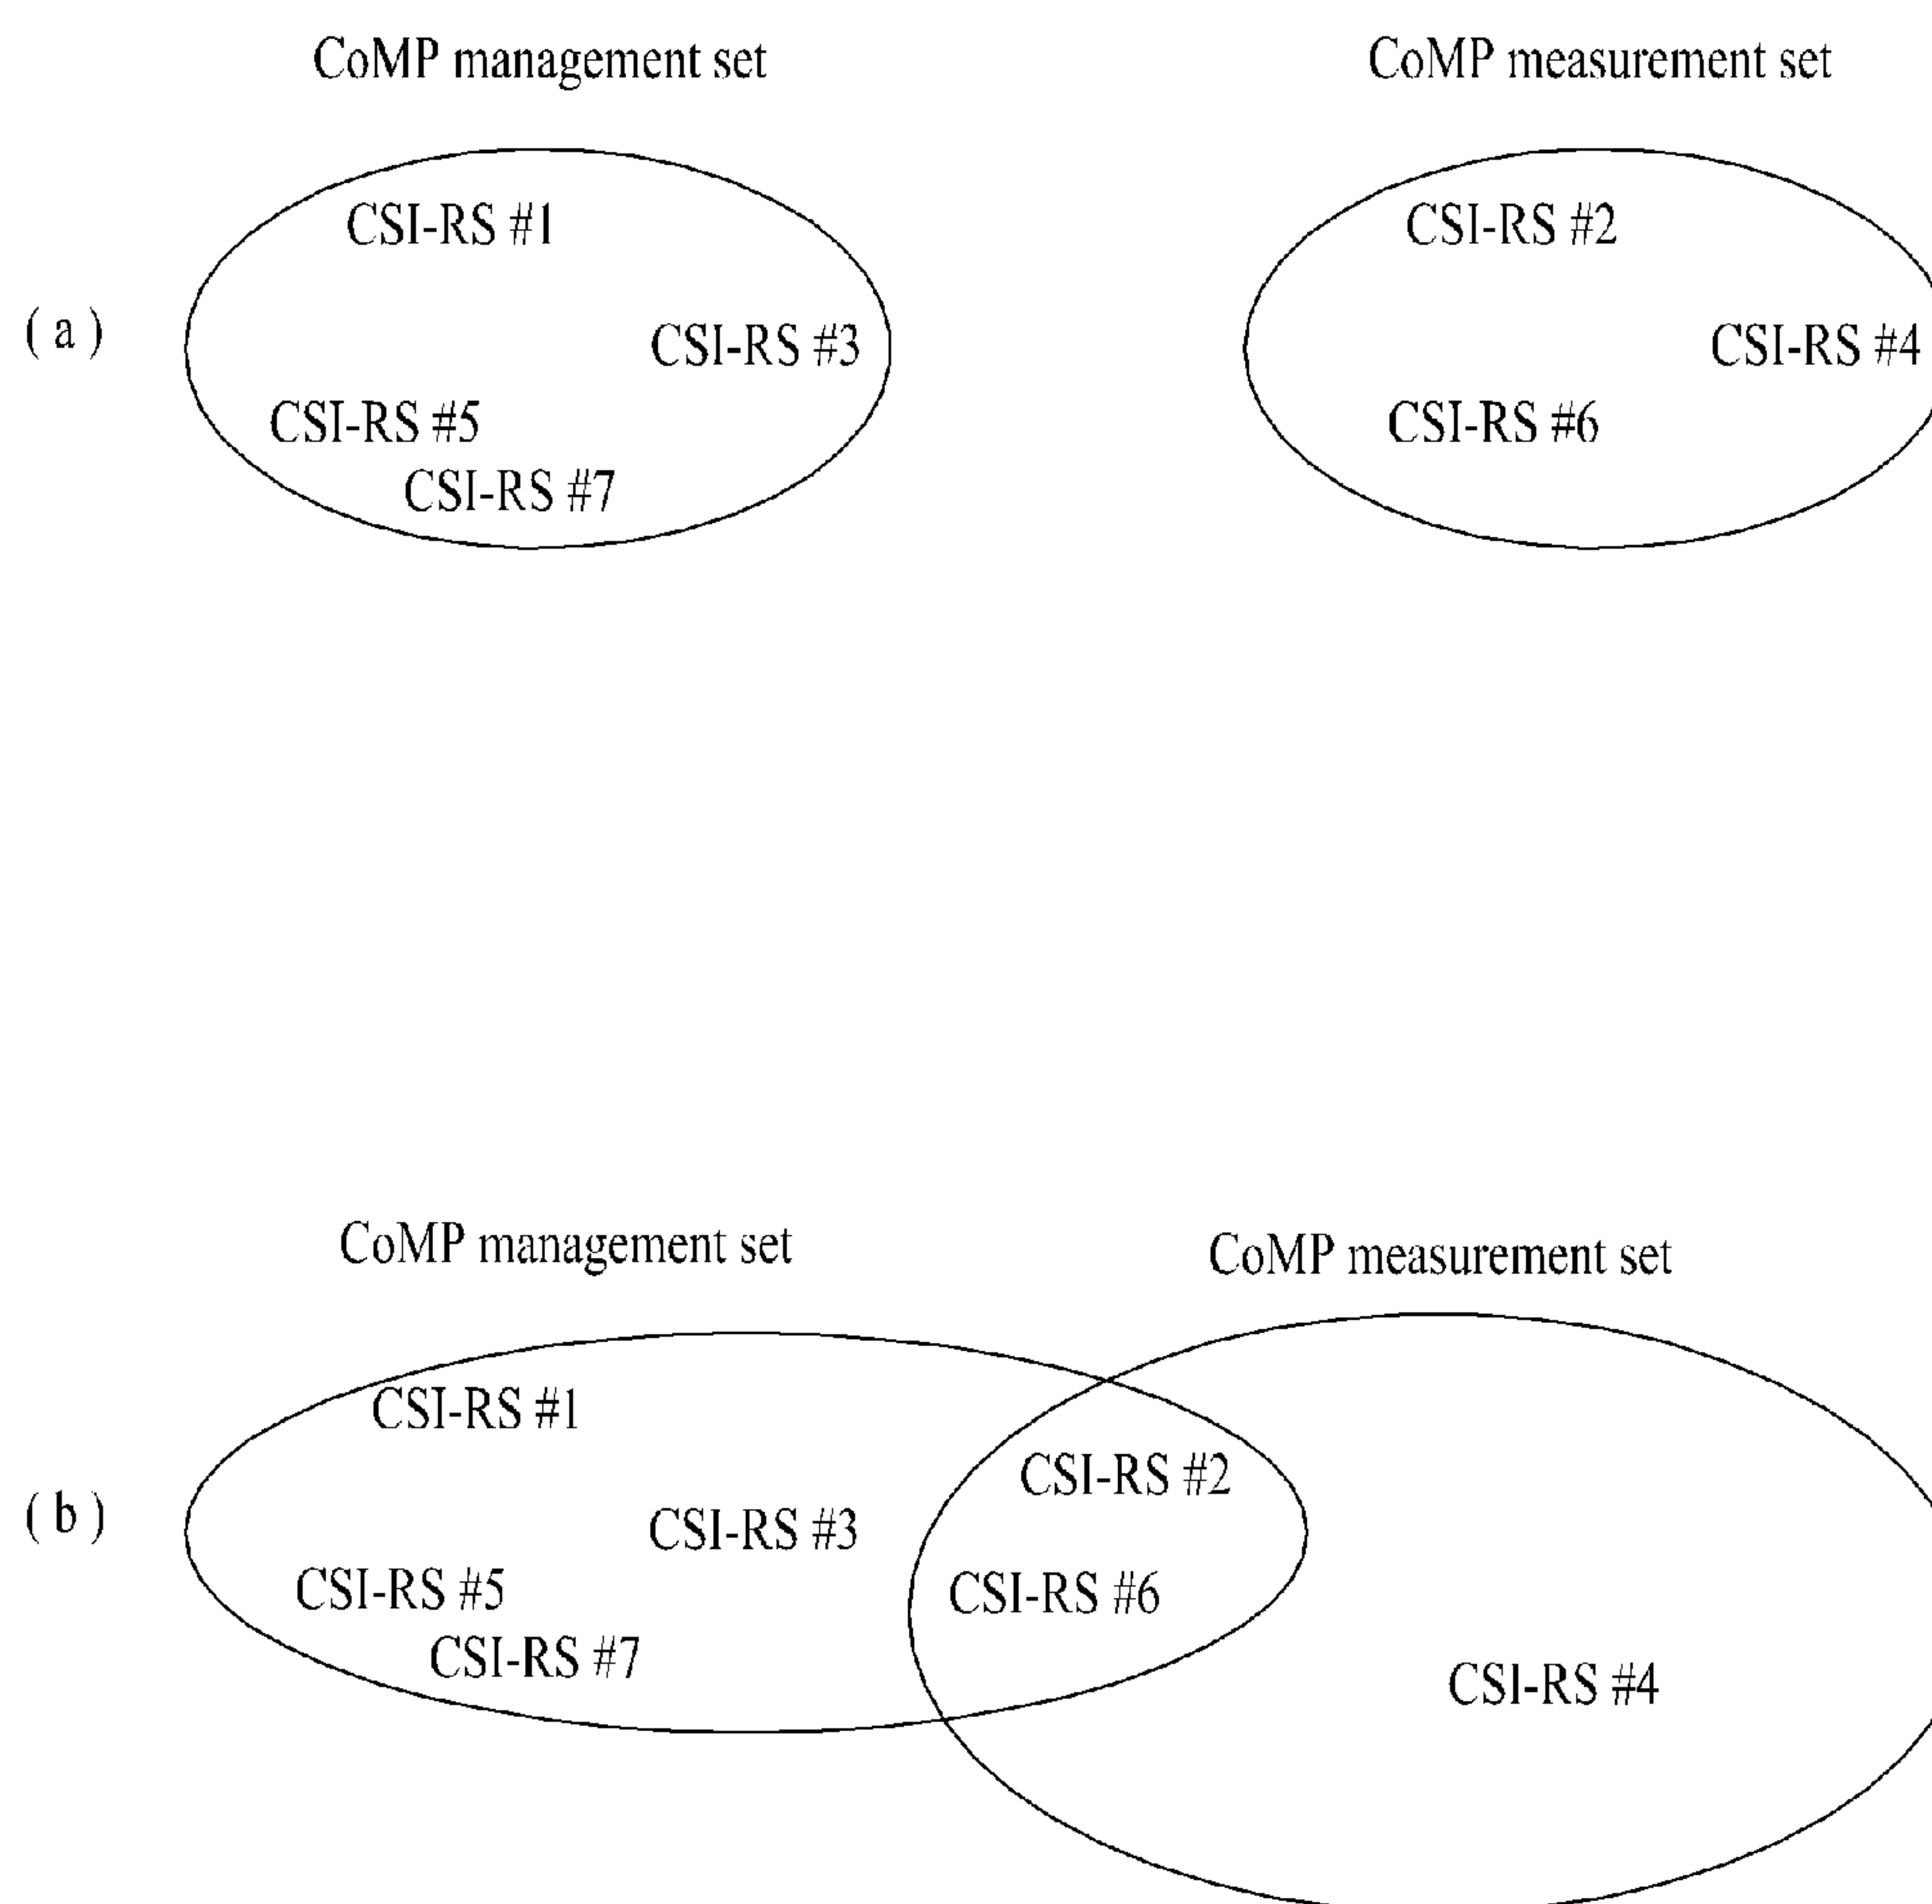 CoMP management set
CoMP measurement set
CSI-RS #1
CSI-RS #2
( a )
CSI-RS #3
CSI-RS #4
CSI-RS #5
CSI-RS #6
CSI-RS #7
CoMP management set
CoMP measurement set
CSI-RS #1
CSI-RS #2
( b )
CSI-RS #3
CSI-RS #5
CSI-RS #6
CSI-RS #7
CSI-RS #4